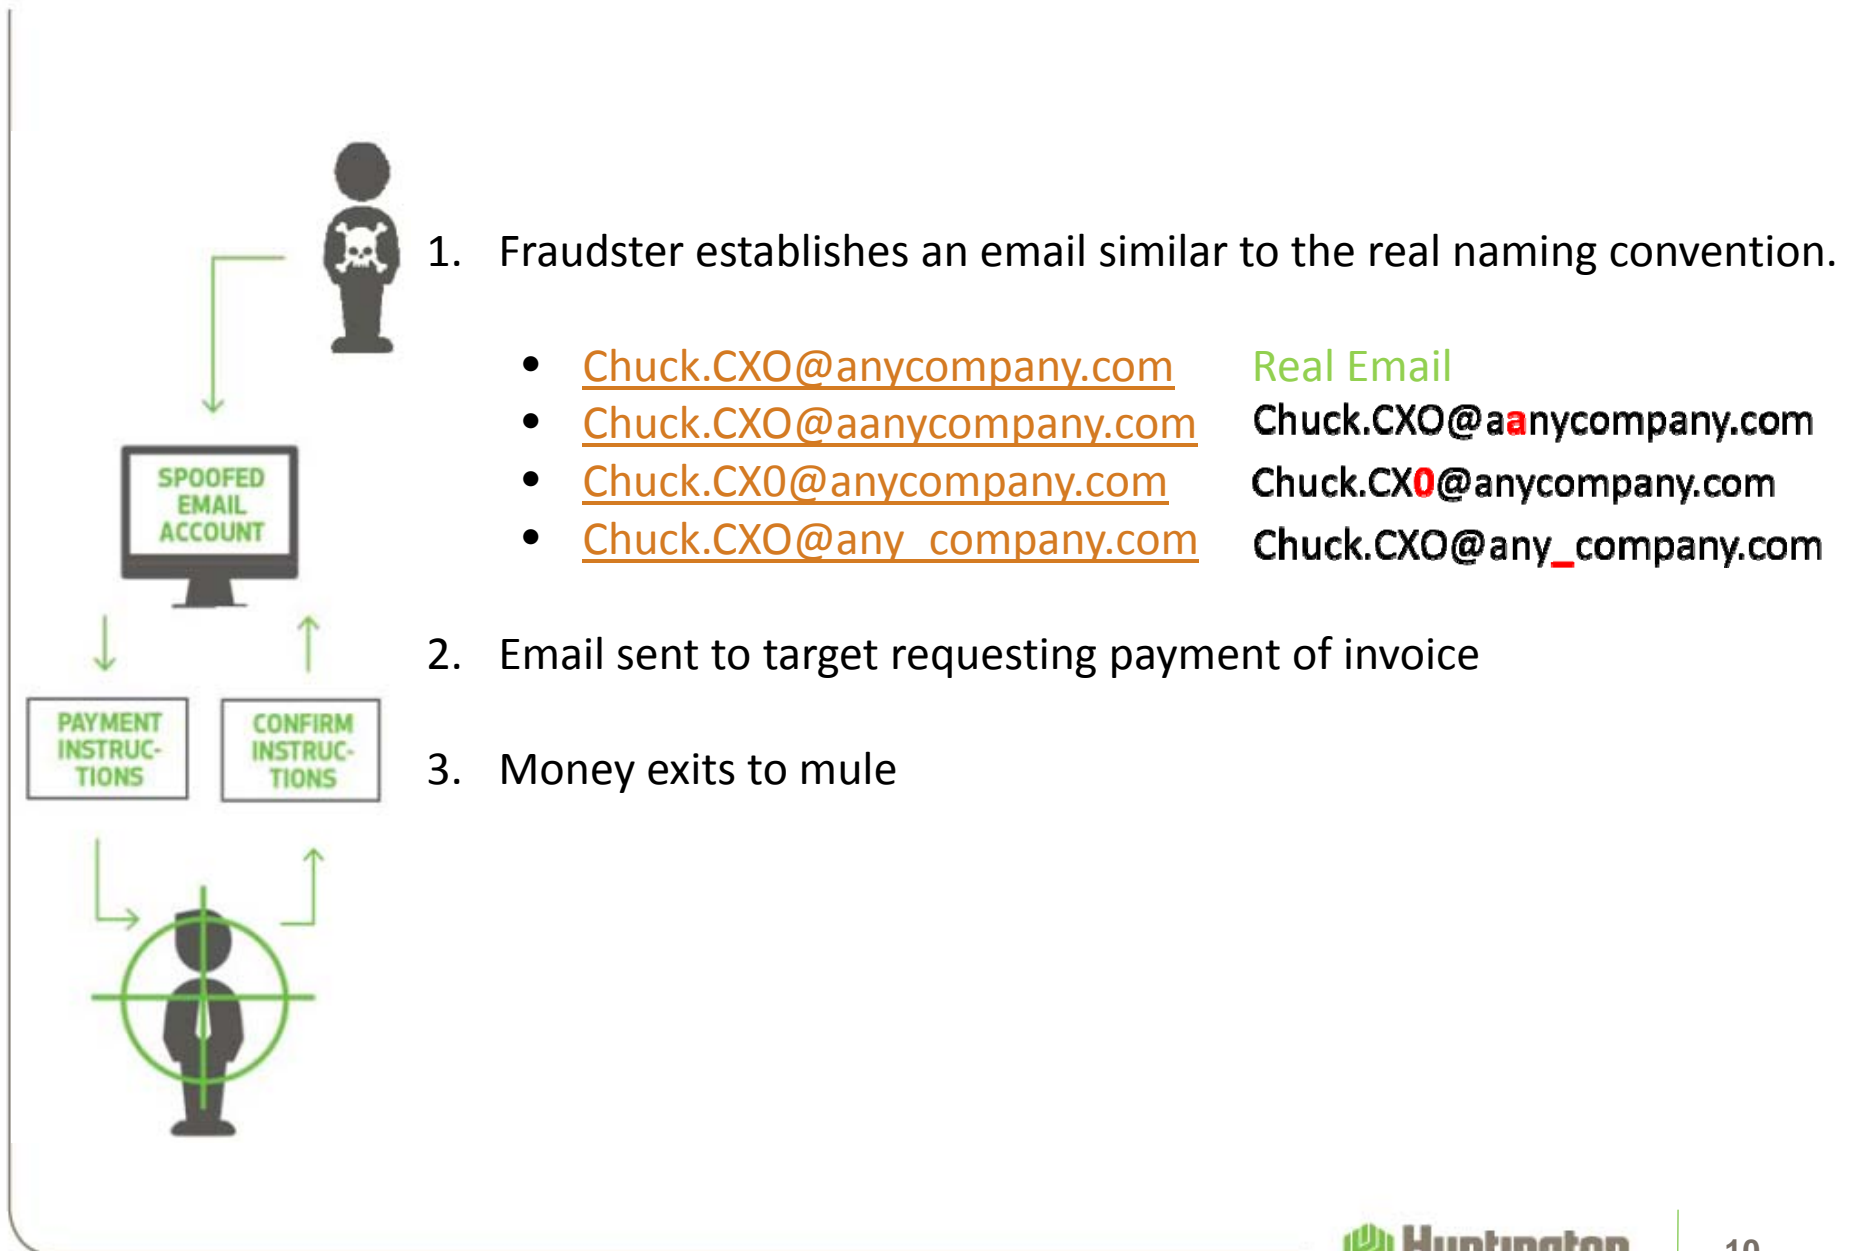 1. Fraudster establishes an email similar to the real naming convention.
• Chuck.CXO@anycompany.com Real Email
• Chuck.CXO@aanycompany.com Chuck.CXO@aanycompany.com
• Chuck.CX0@anycompany.com Chuck.CX0@anycompany.com
• Chuck.CXO@any_company.com Chuck.CXO@any_company.com
SPOOFED
EMAIL
ACCOUNT
2. Email sent to target requesting payment of invoice
PAYMENT
INSTRUC-
TIONS
CONFIRM
INSTRUC-
TIONS
3. Money exits to mule
Huntington
10